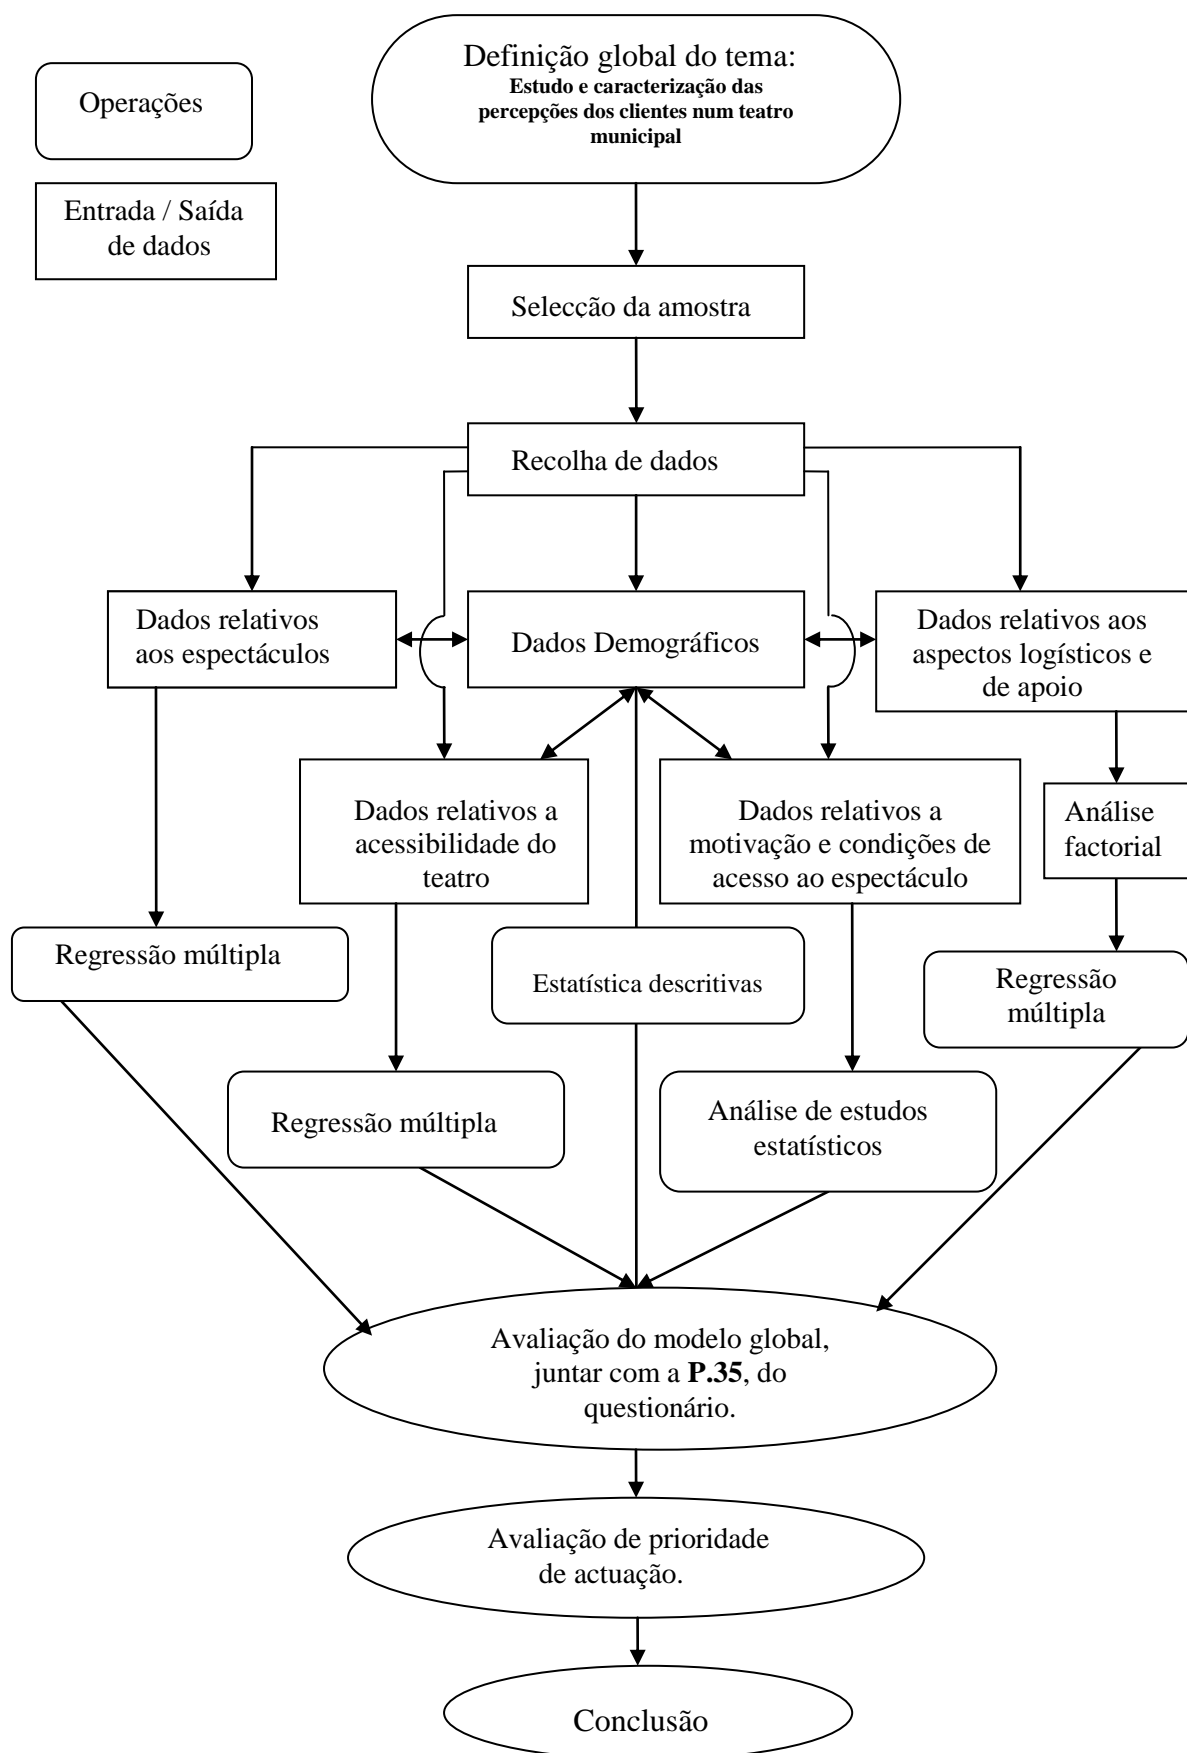 Definição global do tema:
Estudo e caracterização das
percepções dos clientes num teatro
municipal
Operações
Entrada / Saída
de dados
Selecção da amostra
Recolha de dados
Dados relativos
aos espectáculos
Dados Demográficos
Dados relativos aos
aspectos logísticos e
de apoio
Dados relativos a
acessibilidade do
teatro
Dados relativos a
motivação e condições de
acesso ao espectáculo
Análise
factorial
Regressão múltipla
Estatística descritivas
Regressão
múltipla
Regressão múltipla
Análise de estudos
estatísticos
Avaliação do modelo global,
juntar com a P.35, do
questionário.
Avaliação de prioridade
de actuação.
Conclusão